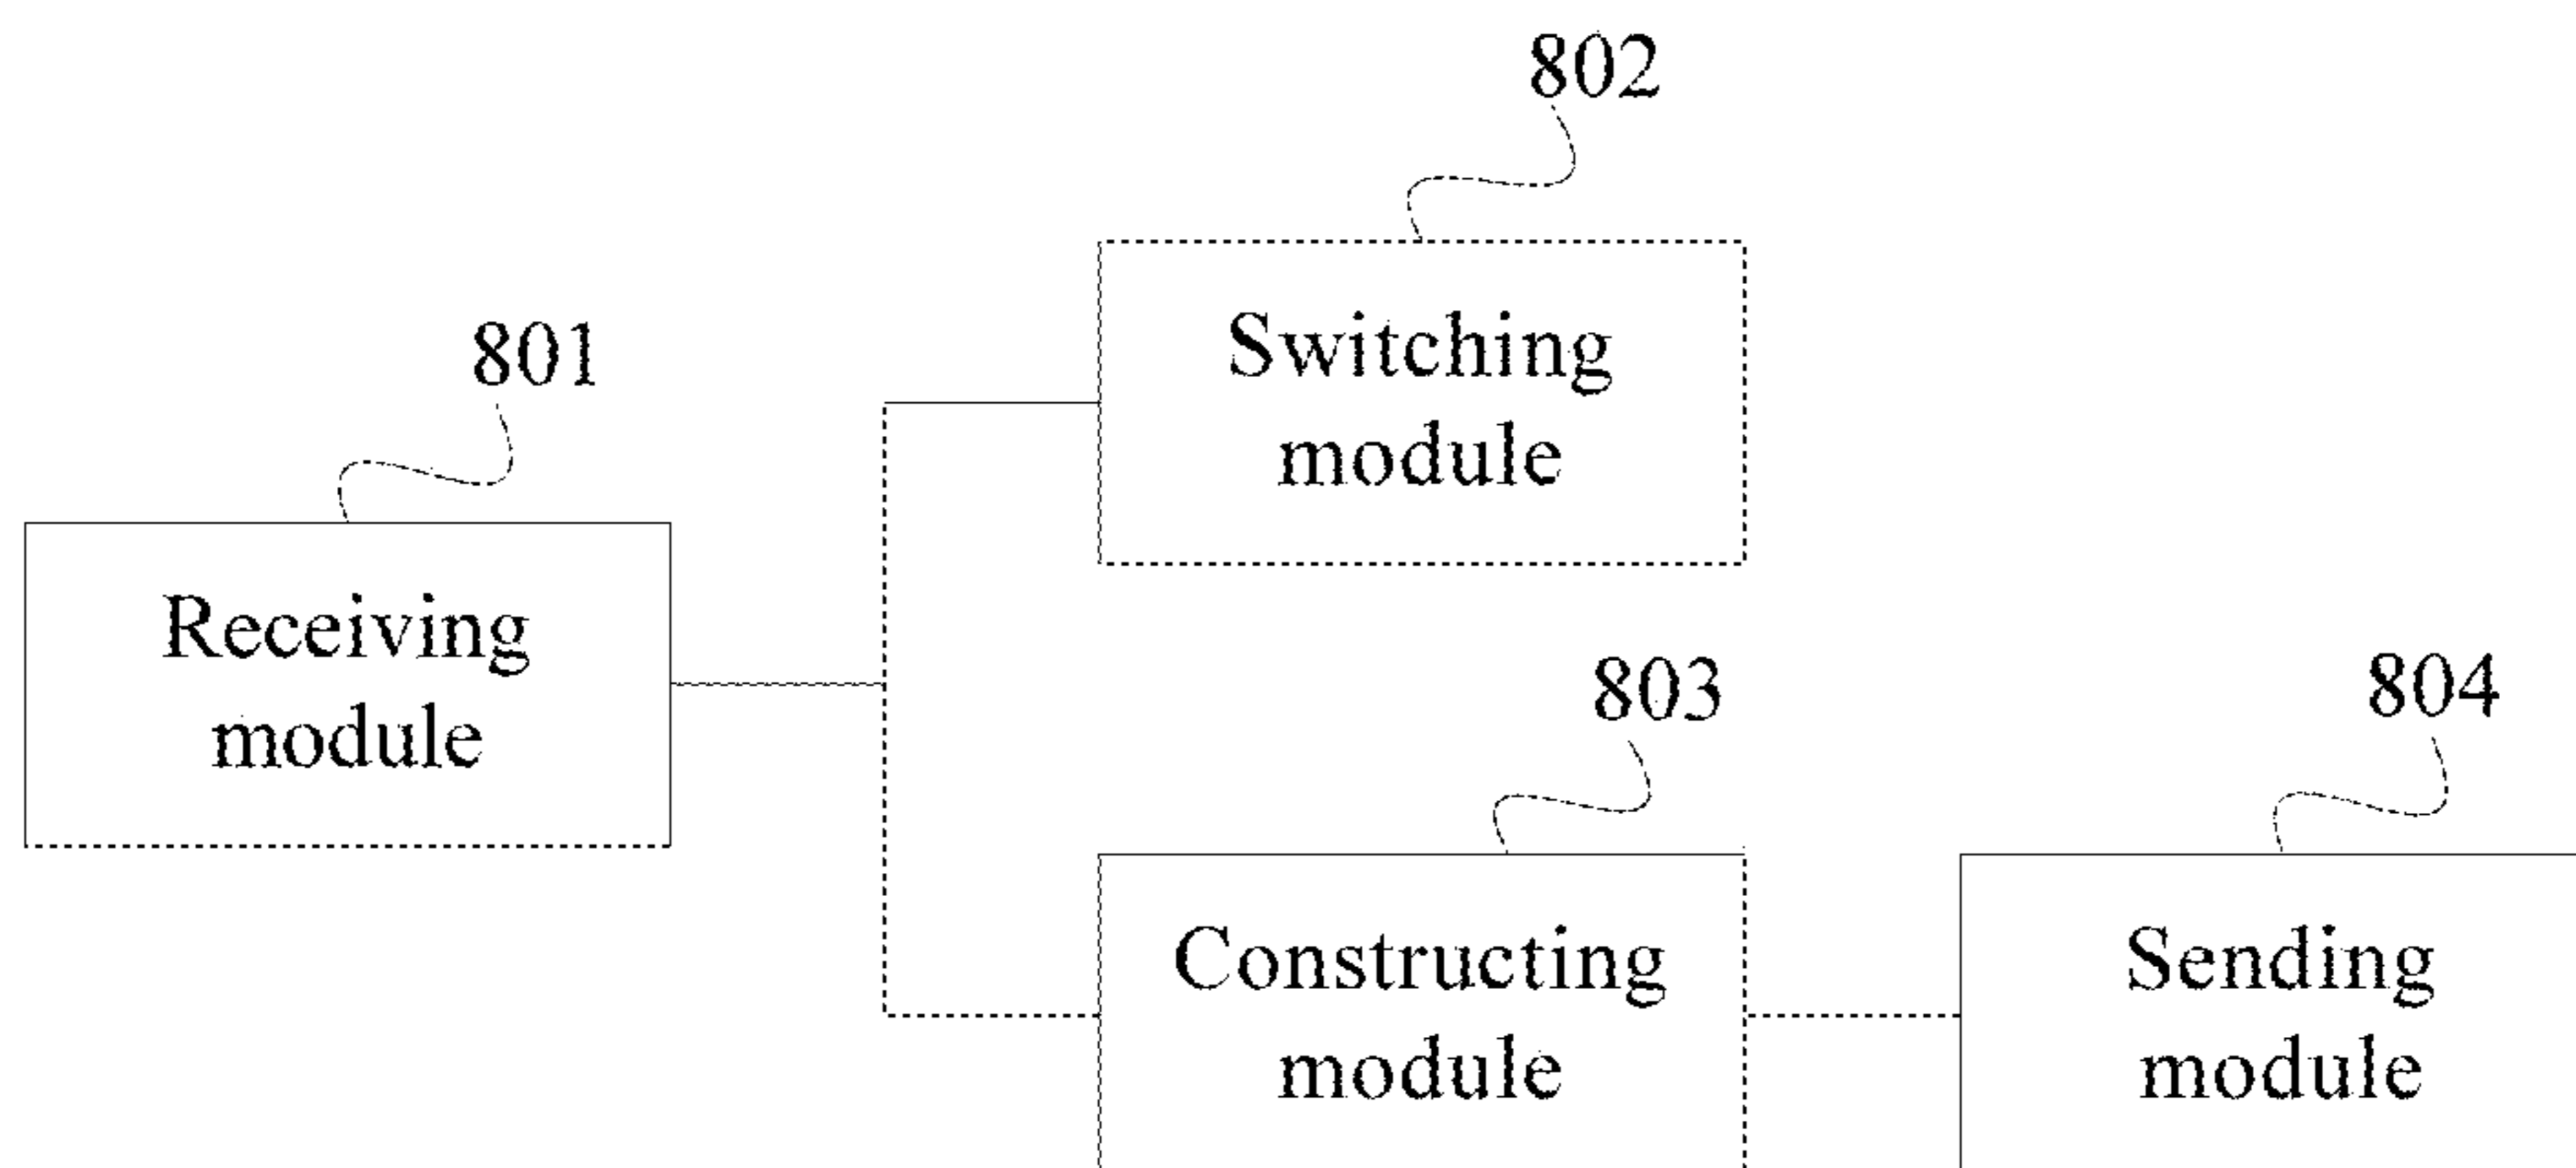 802
Switching
module
801
Receiving
module
803
Constructing
module
804
Sending
module